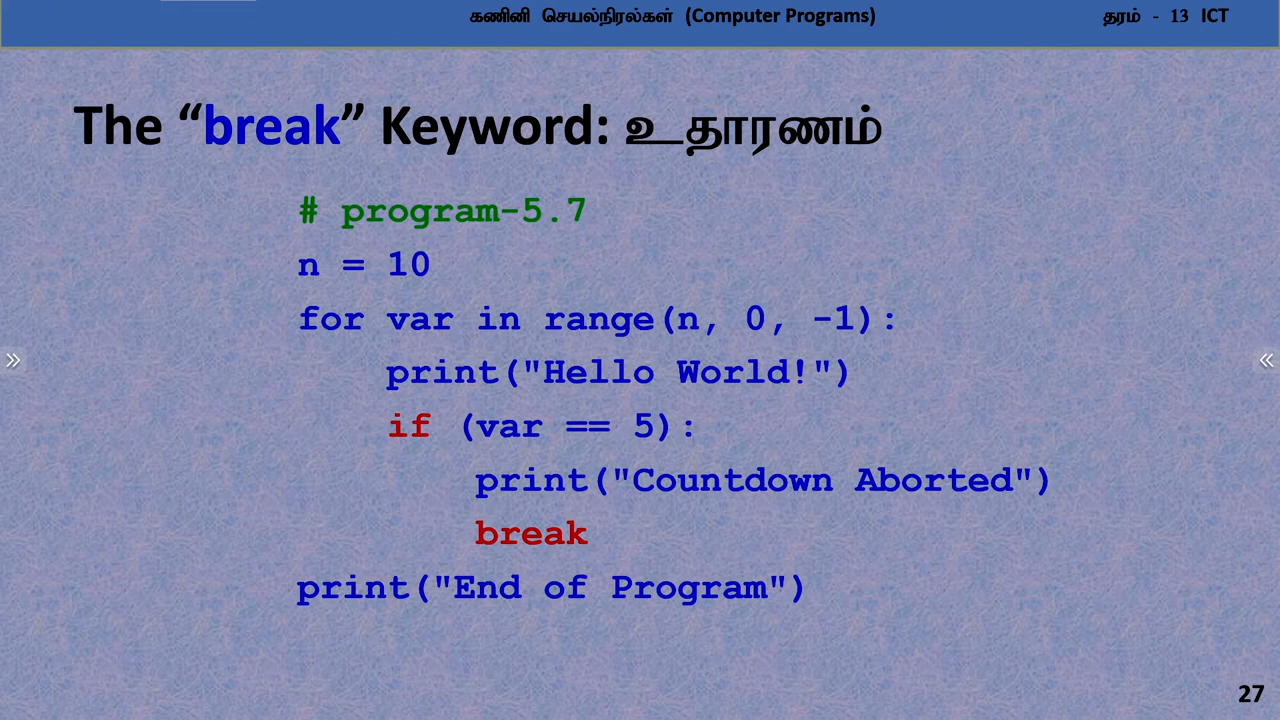 கணினி செயல்நிரல்கள் (Computer Programs) தரம் - 13 ICT
The “break” Keyword: உதாரணம்
# program-5.7
n = 10
for var in range(n, 0, -1):
    print("Hello World!")
    if (var == 5):
        print("Countdown Aborted")
        break
print("End of Program")
27